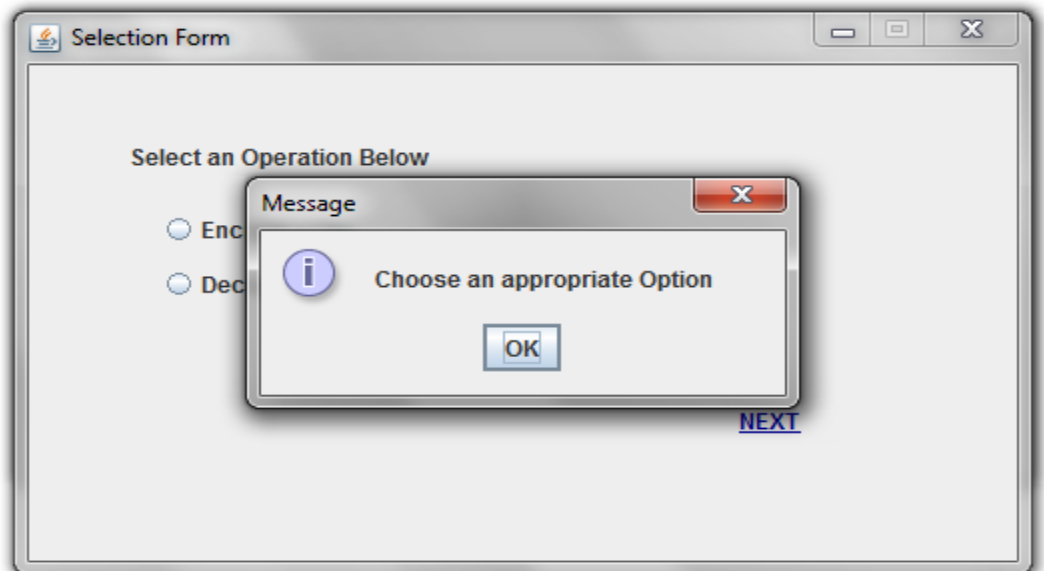 Selection Form
Select an Operation Below
Message
Enc
Choose an appropriate Option
Dec
OK
NEXT